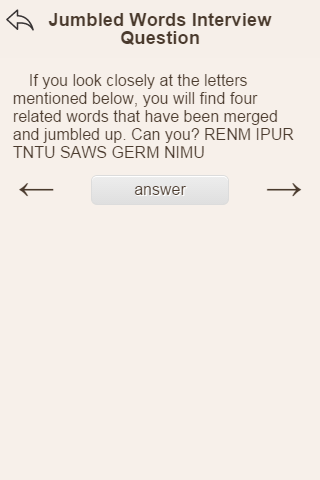 Jumbled Words Interview
Question
If you look closely at the letters
mentioned below, you will find four
related words that have been merged
and jumbled up. Can you? RENM IPUR
TNTU SAWS GERM NIMU
answer